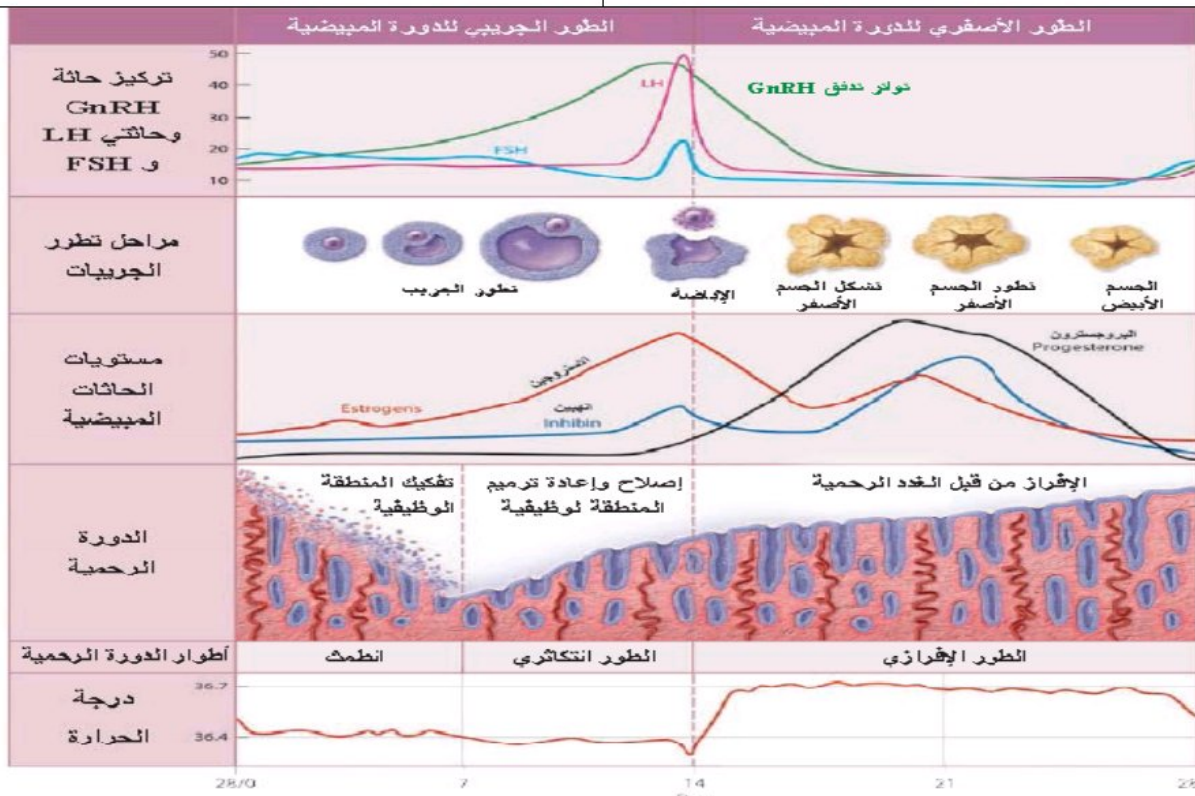 الطور الجريبي للدورة المبيضية
الطور الأصفري للدورة المبيضية
تركيز حاثة
GnRH
وحاثتي LH
و FSH
50
40
30
20
10
LH
FSH
تواتر تدفق GnRH
مراحل تطور
الجريبات
تطور الجريب
الإباضة
تشكل الجسم
الأصفر
تطور الجسم
الأصفر
الجسم
الأبيض
مستويات
الحاثات
المبيضية
Estrogens
Inhibin
البروجسترون
Progesterone
الدورة
الرحمية
تفكيك المنطقة
الوظيفية
إصلاح وإعادة ترميم
المنطقة لوظيفية
الإفراز من قبل الغدد الرحمية
أطوار الدورة الرحمية
انطمث
الطور انتكاثري
الطور الإفرازي
درجة
الحرارة
36.7
36.4
28/0
7
14
21
28